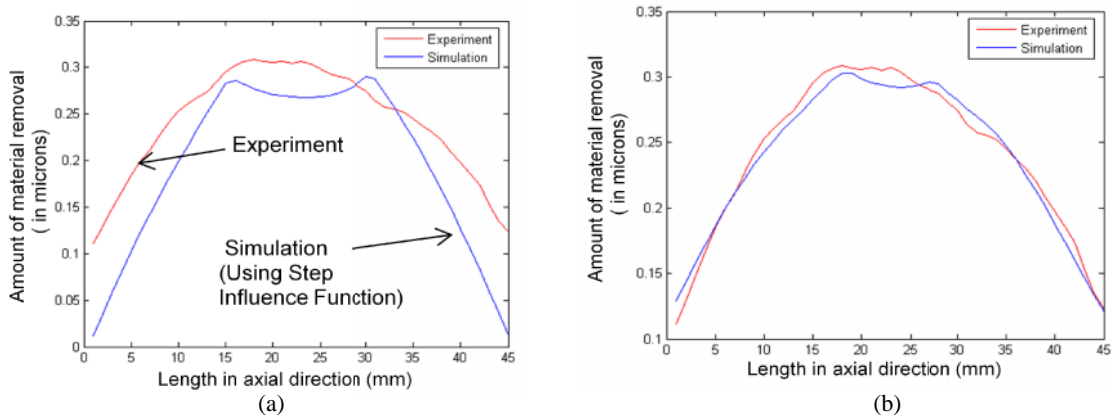 0.35
0.3
0.25
0.2
0.15
0.1
0.05
0
Amount of material removal
( in microns)
Experiment
Simulation
Experiment
Simulation
(Using Step
Influence Function)
0 5 10 15 20 25 30 35 40 45
Length in axial direction (mm)
(a)
0.35
0.3
0.25
0.2
0.15
0.1
Amount of material removal
( in microns)
Experiment
Simulation
0 5 10 15 20 25 30 35 40 45
Length in axial direction (mm)
(b)